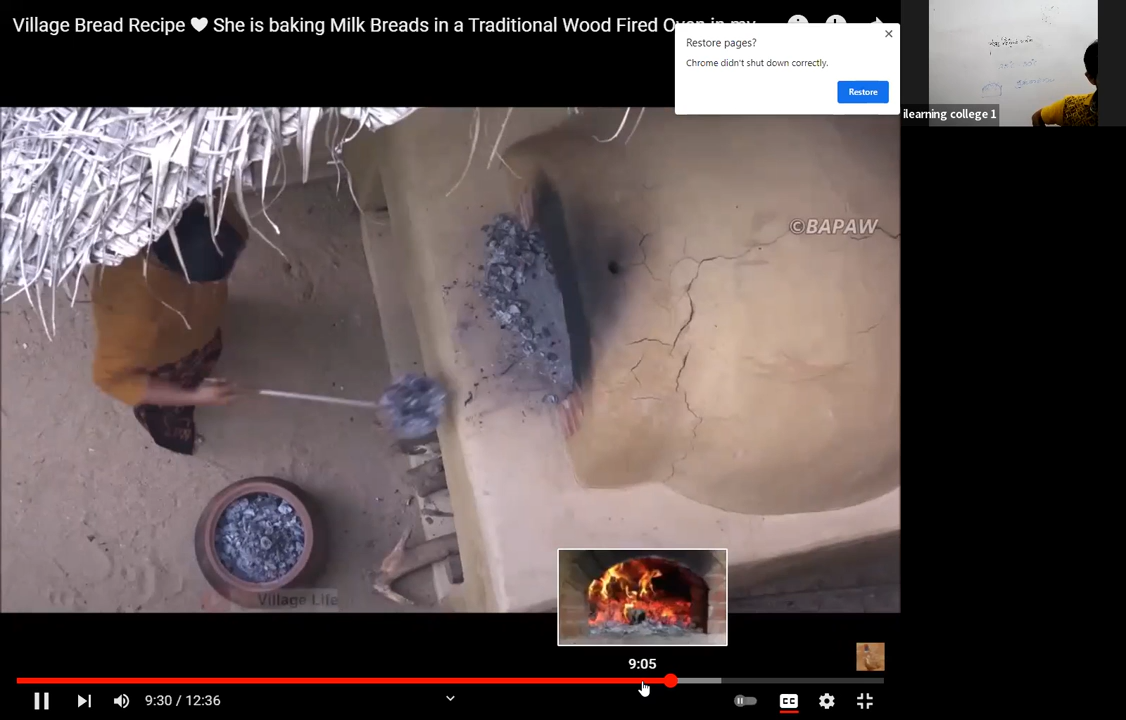 Village Bread Recipe ♥ She is baking Milk Breads in a Traditional Wood Fired Oven in my
Restore pages?
Chrome didn't shut down correctly.
Restore
ilearning college 1
©BAPAW
Village Life
9:05
9:30 / 12:36
CC